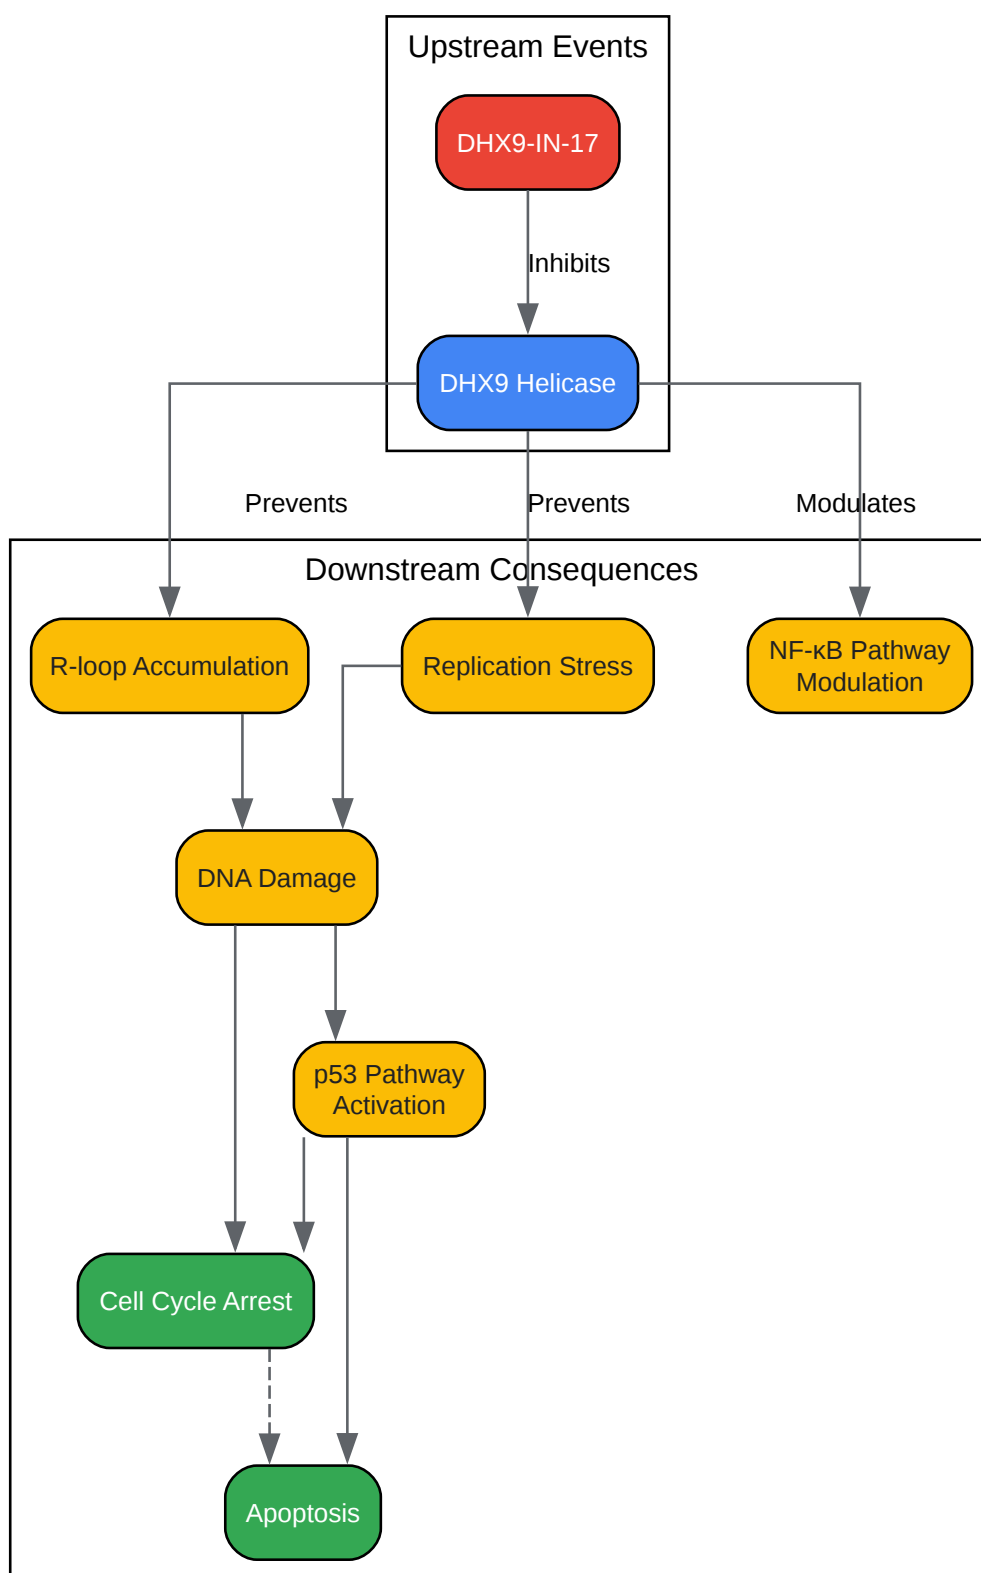 Upstream Events
DHX9-IN-17
Inhibits
DHX9 Helicase
Prevents
Prevents
Modulates
Downstream Consequences
R-loop Accumulation
Replication Stress
NF-κB Pathway
Modulation
DNA Damage
p53 Pathway
Activation
Cell Cycle Arrest
Apoptosis